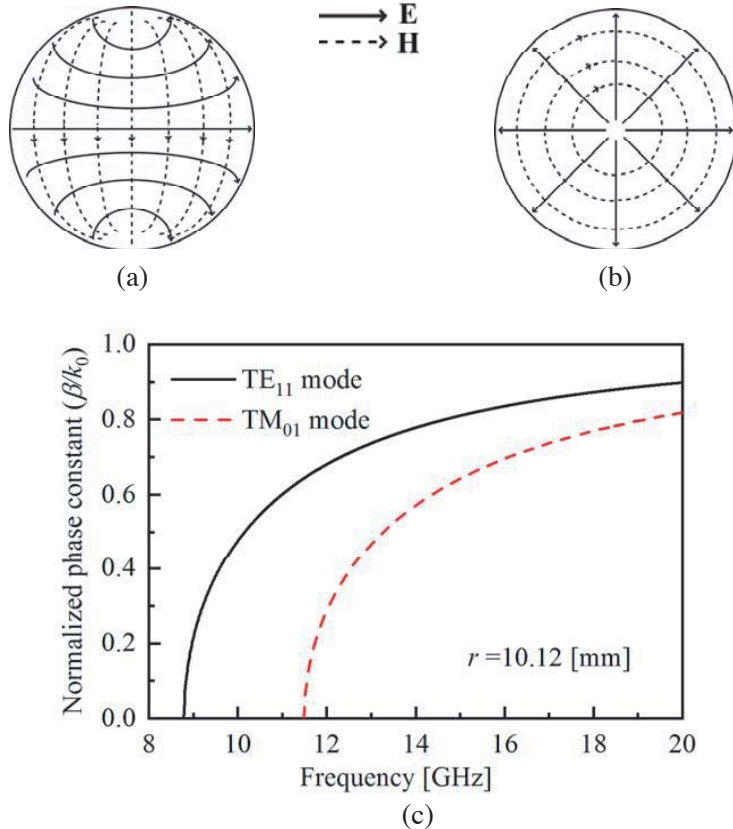 E
H
(a)
(b)
Normalized phase constant (β/k₀)
1.0
0.8
0.6
0.4
0.2
0.0
TE₁₁ mode
TM₀₁ mode
r =10.12 [mm]
8 10 12 14 16 18 20
Frequency [GHz]
(c)